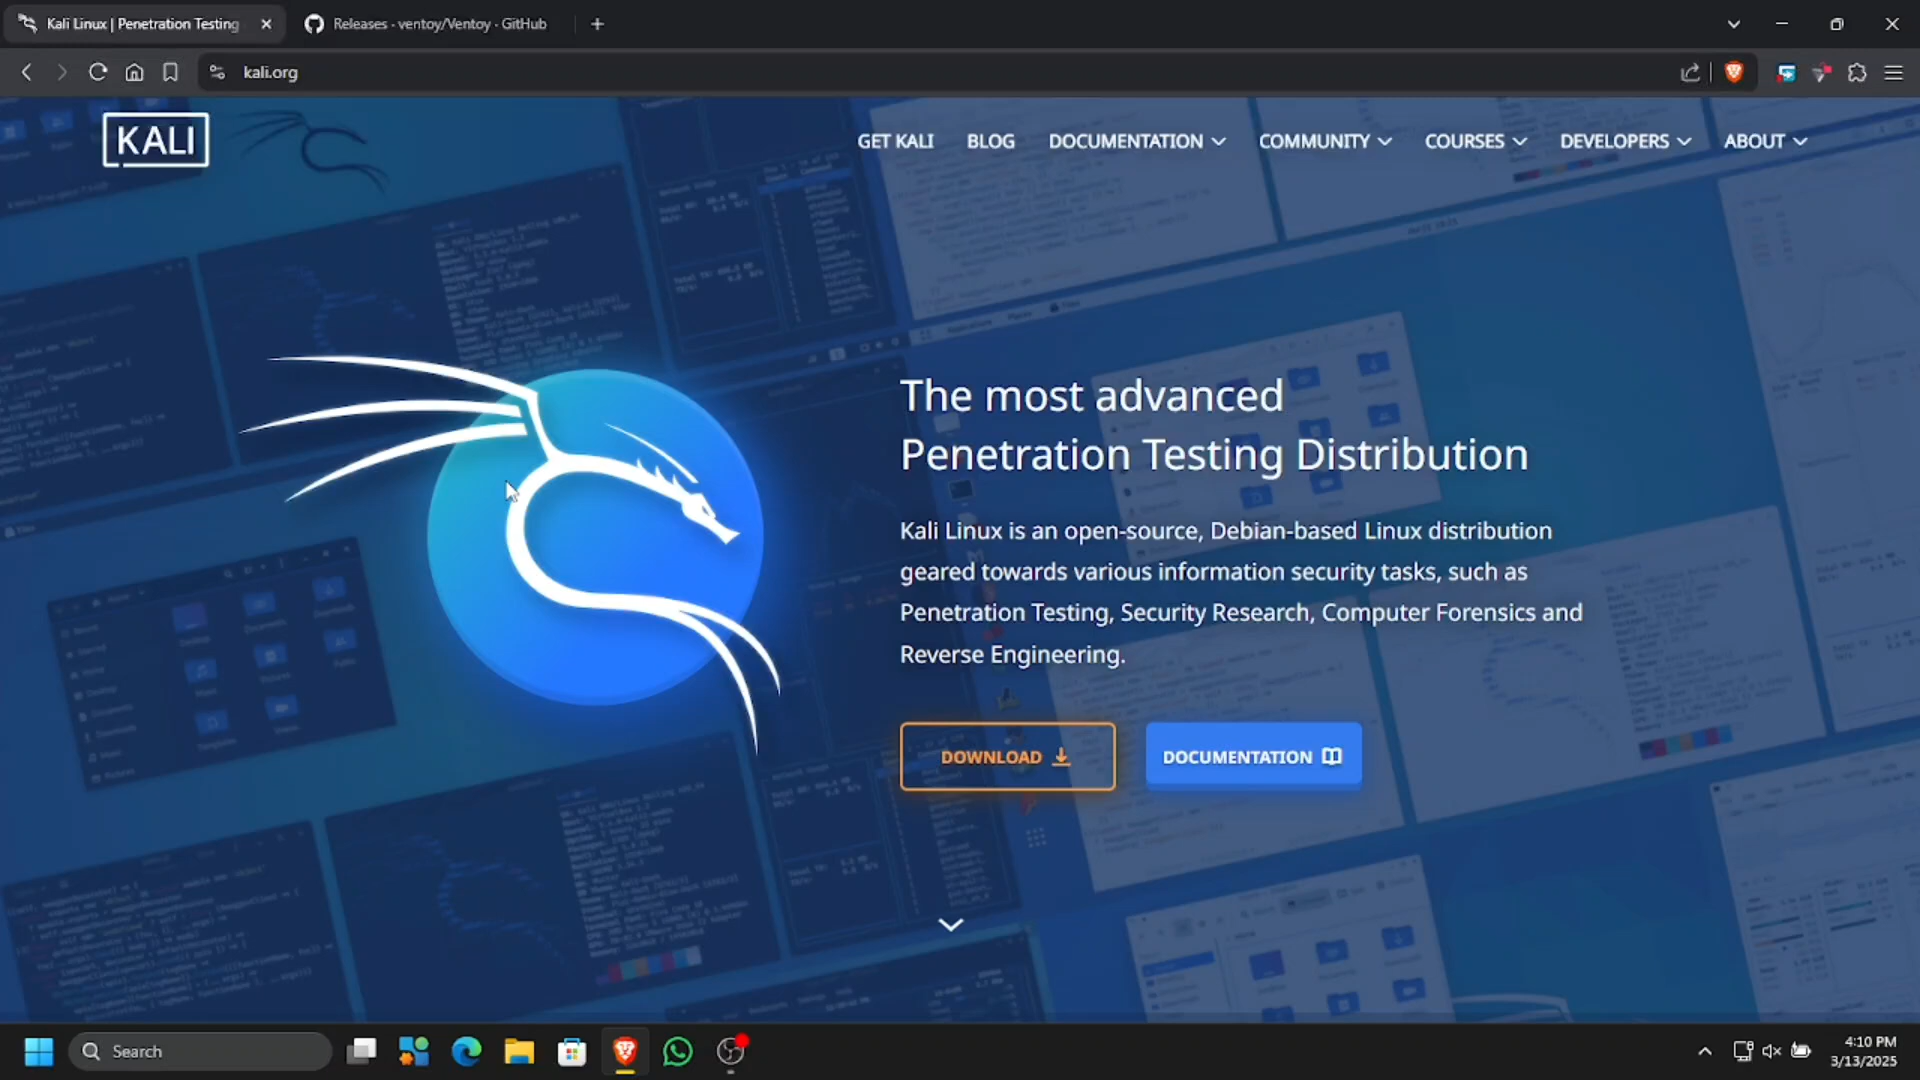 Kali Linux | Penetration Testing
Releases · ventoy/Ventoy · GitHub
kali.org
KALI
GET KALI
BLOG
DOCUMENTATION
COMMUNITY
COURSES
DEVELOPERS
ABOUT
The most advanced
Penetration Testing Distribution
Kali Linux is an open-source, Debian-based Linux distribution
geared towards various information security tasks, such as
Penetration Testing, Security Research, Computer Forensics and
Reverse Engineering.
DOWNLOAD
DOCUMENTATION
Search
4:10 PM
3/13/2025